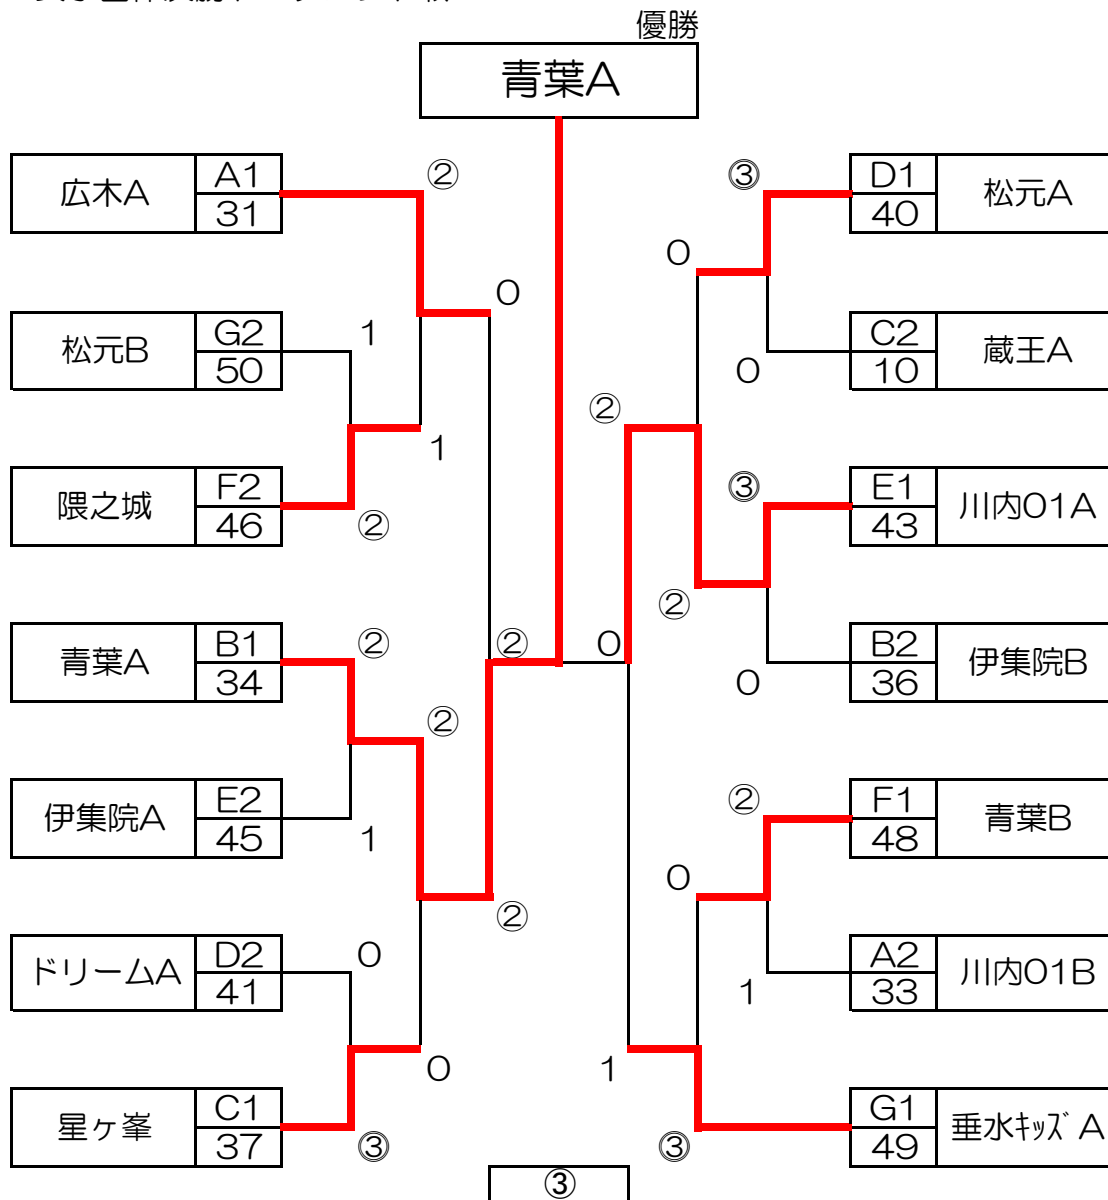 優勝
青葉A
広木A A1 31
②
③
D1 40 松元A
0
0
松元B G2 50
1
C2 10 蔵王A
0
②
1
隈之城 F2 46
②
③
E1 43 川内01A
②
青葉A B1 34
②
②
0
B2 36 伊集院B
0
②
伊集院A E2 45
1
②
F1 48 青葉B
0
②
ドリームA D2 41
0
A2 33 川内01B
1
0
1
星ヶ峯 C1 37
③
③
G1 49 垂水ｷｯｽﾞA
③